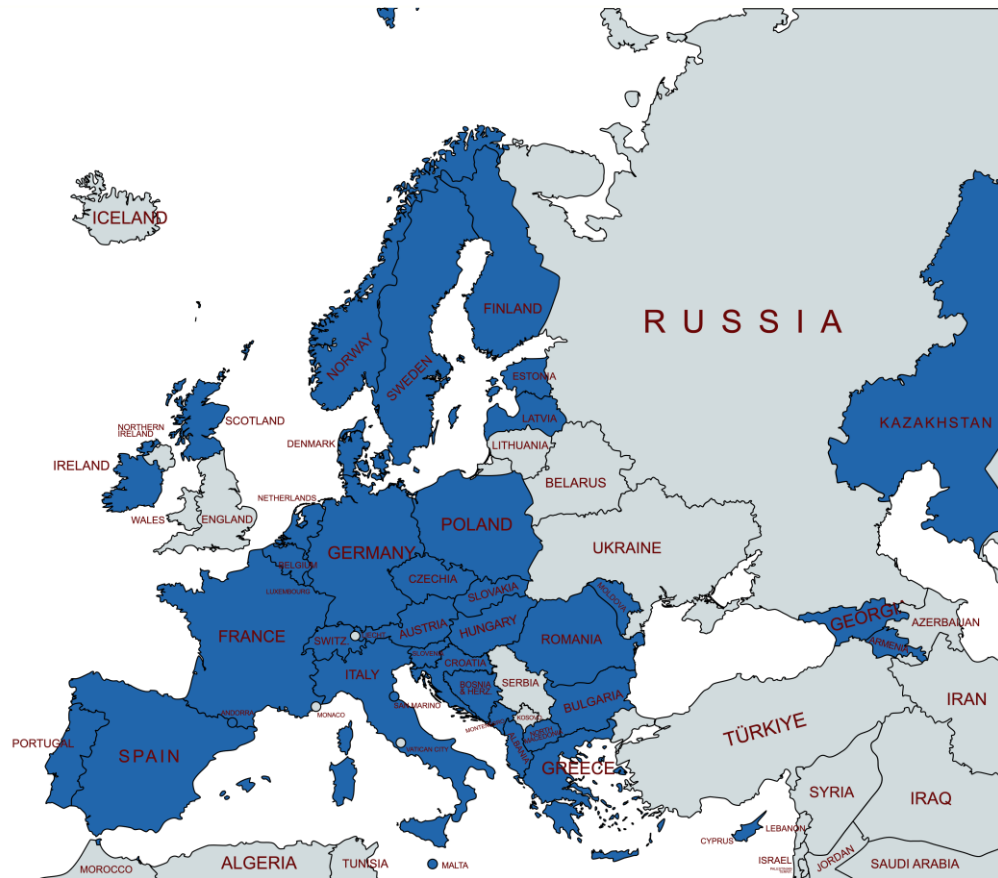 ICELAND
RUSSIA
FINLAND
NORWAY
SWEDEN
ESTONIA
LATVIA
LITHUANIA
KAZAKHSTAN
SCOTLAND
NORTHERN
IRELAND
DENMARK
IRELAND
BELARUS
NETHERLANDS
WALES
ENGLAND
POLAND
UKRAINE
GERMANY
BELGIUM
CZECHIA
LUXEMBOURG
SLOVAKIA
MOLDOVA
FRANCE
SWITZ.
LIECHT.
AUSTRIA
HUNGARY
ROMANIA
GEORGIA
AZERBAIJAN
ARMENIA
SLOVENIA
CROATIA
ITALY
BOSNIA
& HERZ.
SERBIA
SAN MARINO
BULGARIA
IRAN
ANDORRA
MONACO
MONTENEGRO
KOSOVO
NORTH
MACEDONIA
TÜRKIYE
PORTUGAL
SPAIN
VATICAN CITY
ALBANIA
GREECE
SYRIA
IRAQ
CYPRUS
LEBANON
MOROCCO
ALGERIA
TUNISIA
MALTA
ISRAEL
JORDAN
SAUDI ARABIA